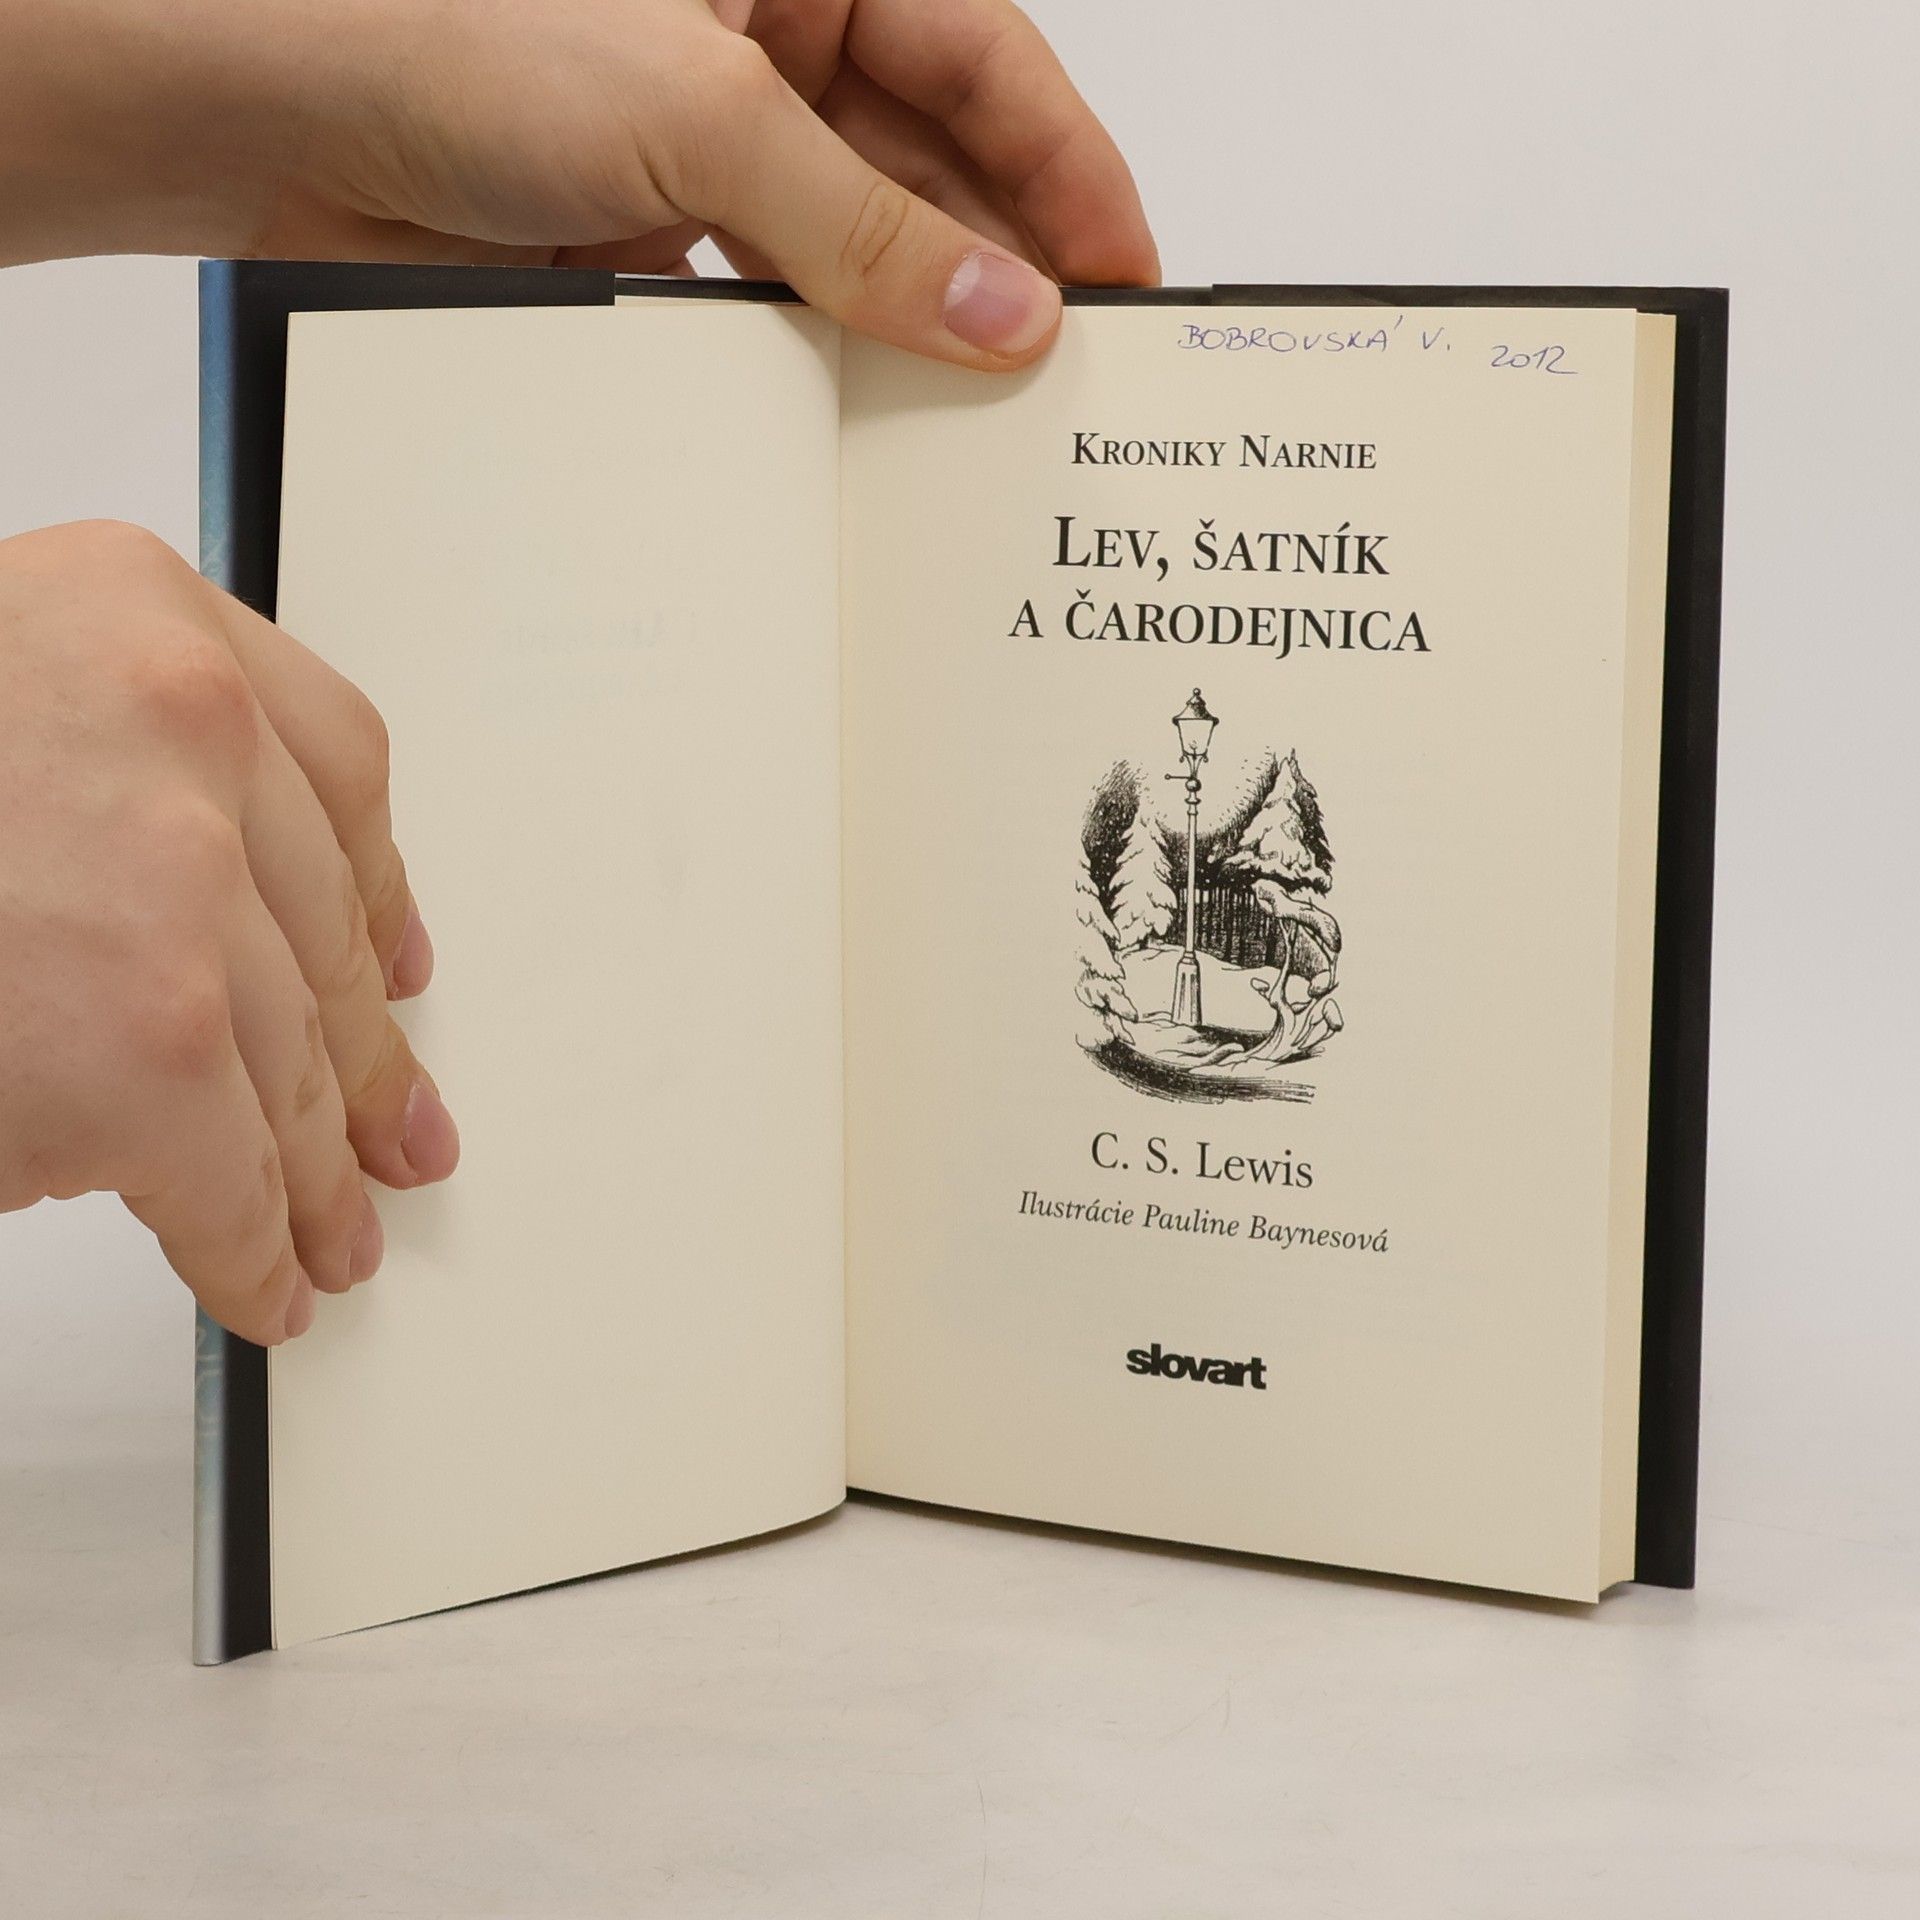 BOBROVSKÁ V. 2012
KRONIKY NARNIE
LEV, ŠATNÍK
A ČARODEJNICA
C. S. Lewis
Ilustrácie Pauline Baynesová
slovart